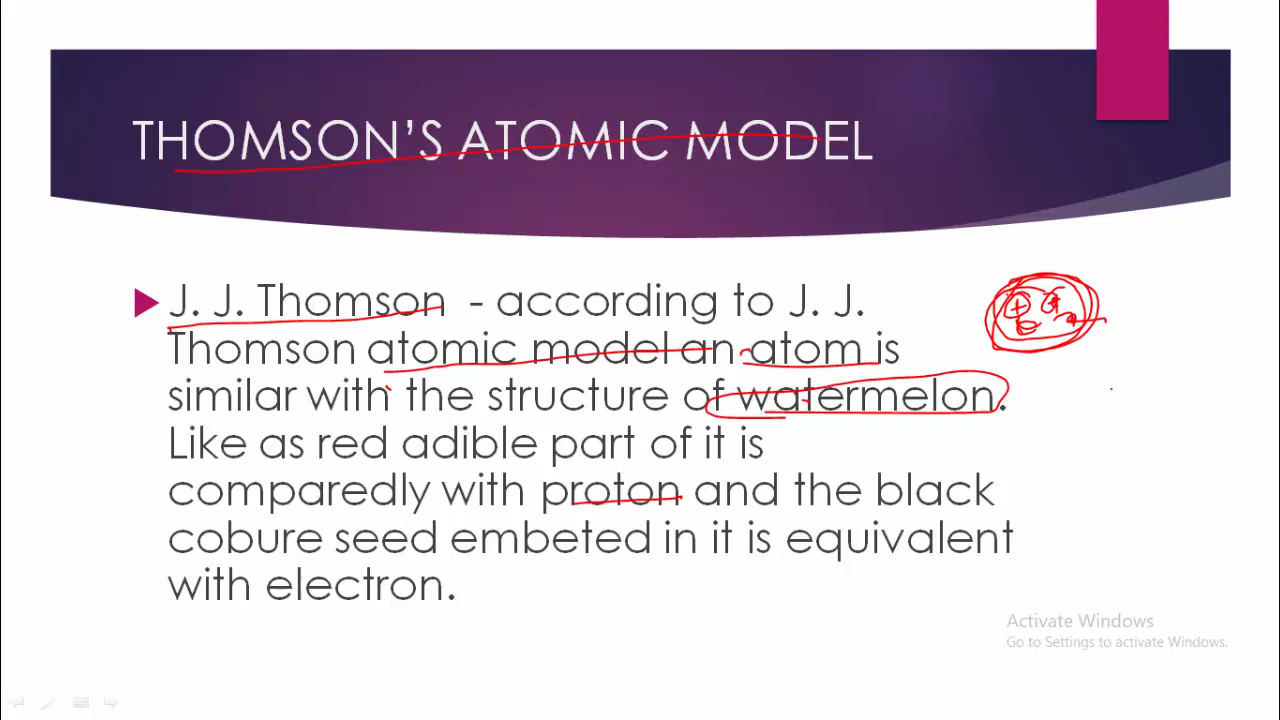 THOMSON'S ATOMIC MODEL
J. J. Thomson - according to J. J.
Thomson atomic model an atom is
similar with the structure of watermelon.
Like as red adible part of it is
comparedly with proton and the black
cobure seed embeted in it is equivalent
with electron.
Activate Windows
Go to Settings to activate Windows.